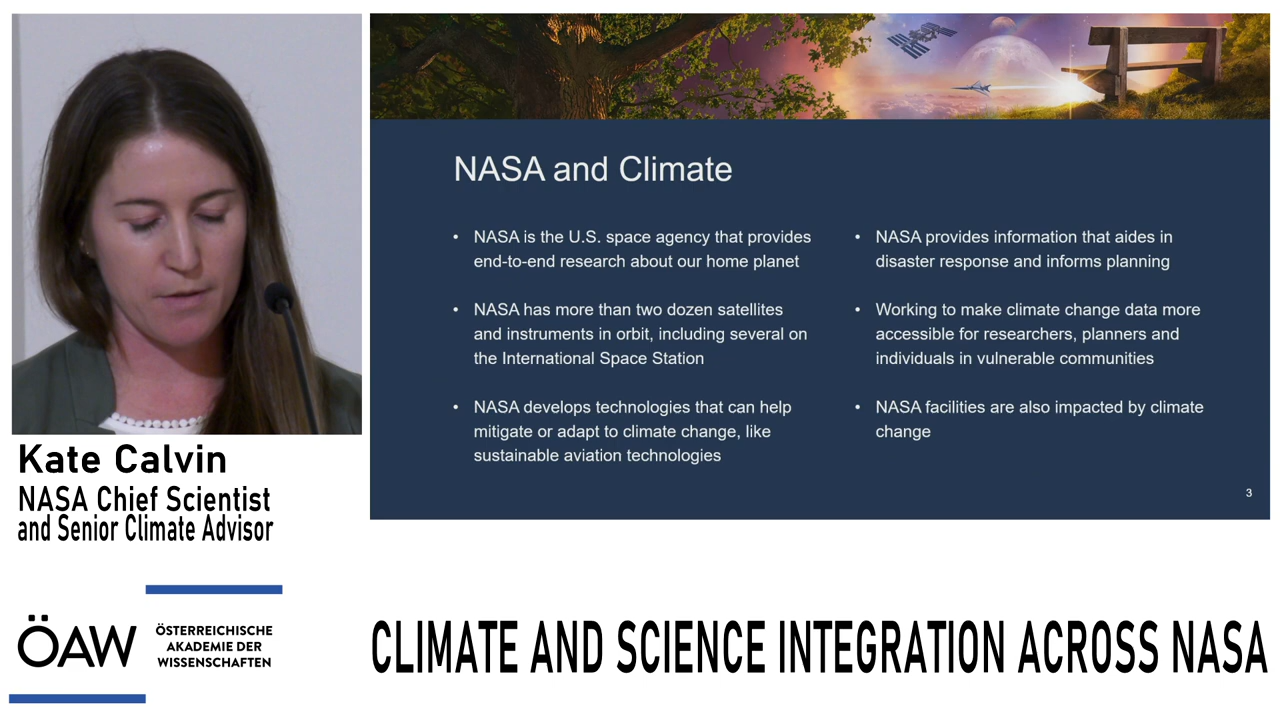 Kate Calvin
NASA Chief Scientist
and Senior Climate Advisor
ÖAW
ÖSTERREICHISCHE
AKADEMIE DER
WISSENSCHAFTEN
NASA and Climate
• NASA is the U.S. space agency that provides
end-to-end research about our home planet
• NASA has more than two dozen satellites
and instruments in orbit, including several on
the International Space Station
• NASA develops technologies that can help
mitigate or adapt to climate change, like
sustainable aviation technologies
• NASA provides information that aides in
disaster response and informs planning
• Working to make climate change data more
accessible for researchers, planners and
individuals in vulnerable communities
• NASA facilities are also impacted by climate
change
3
CLIMATE AND SCIENCE INTEGRATION ACROSS NASA